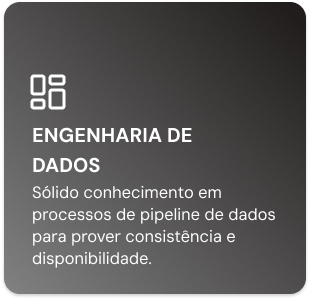 ENGENHARIA DE
DADOS
Sólido conhecimento em
processos de pipeline de dados
para prover consistência e
disponibilidade.